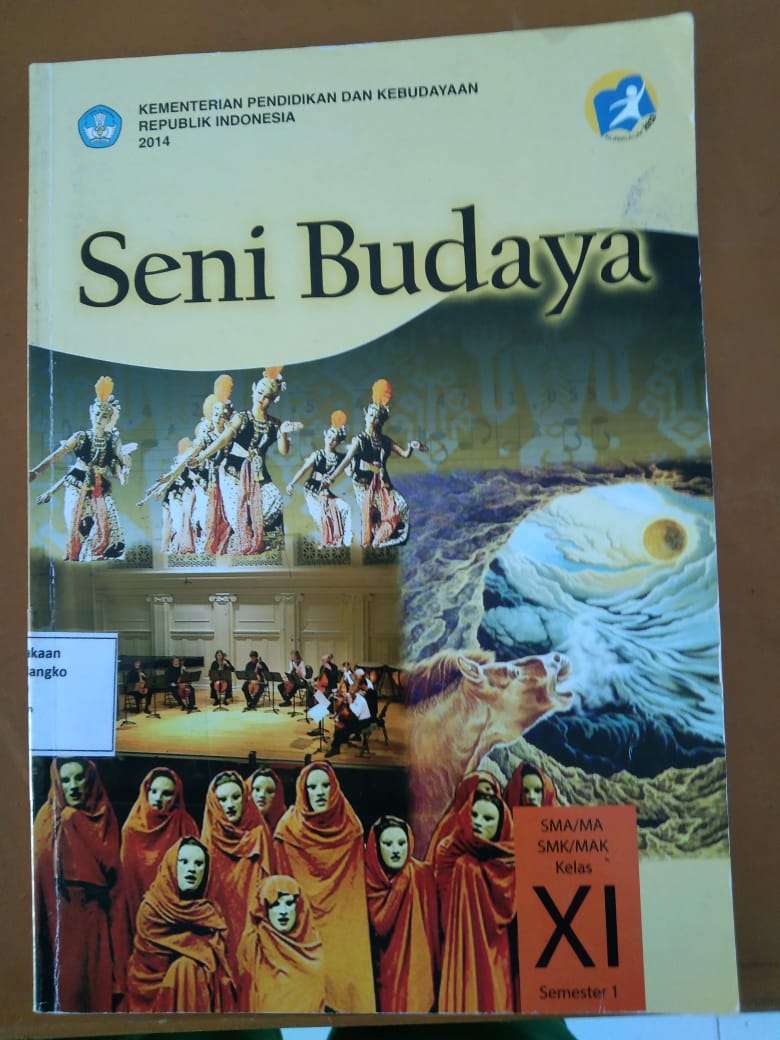 KEMENTERIAN PENDIDIKAN DAN KEBUDAYAAN
REPUBLIK INDONESIA
2014
Seni Budaya
SMA/MA
SMK/MAK
Kelas
XI
Semester 1